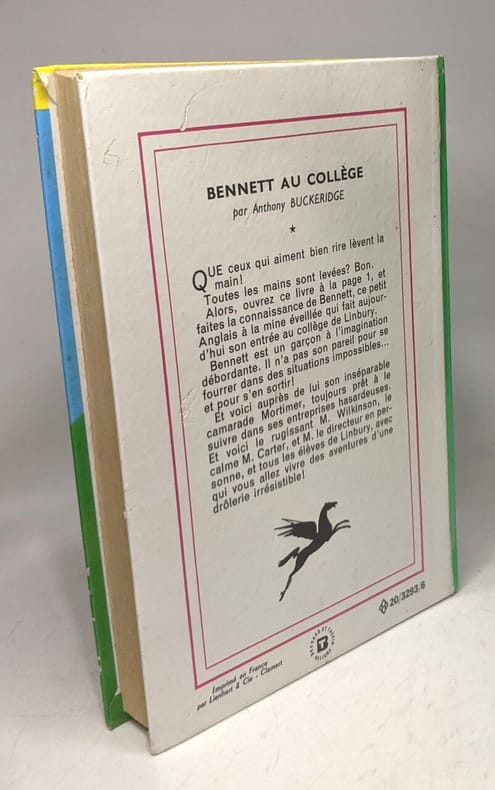 BENNETT AU COLLÈGE
par Anthony BUCKERIDGE
★
QUE ceux qui aiment bien rire lèvent la
main!
Toutes les mains sont levées? Bon.
Alors, ouvrez ce livre à la page 1, et
faites la connaissance de Bennett, ce petit
Anglais à la mine éveillée qui fait aujour-
d'hui son entrée au collège de Linbury.
Bennett est un garçon à l'imagination
débordante. Il n'a pas son pareil pour se
fourrer dans des situations impossibles...
et pour s'en sortir!
Et voici auprès de lui son inséparable
camarade Mortimer, toujours prêt à le
suivre dans ses entreprises hasardeuses.
Et voici le rugissant M. Wilkinson, le
calme M. Carter, et M. le directeur en per-
sonne, et tous les élèves de Linbury, avec
qui vous allez vivre des aventures d'une
drôlerie irrésistible!
20/3293/6
T
Imprimé en France
par Lienhart & Cie - Clamart